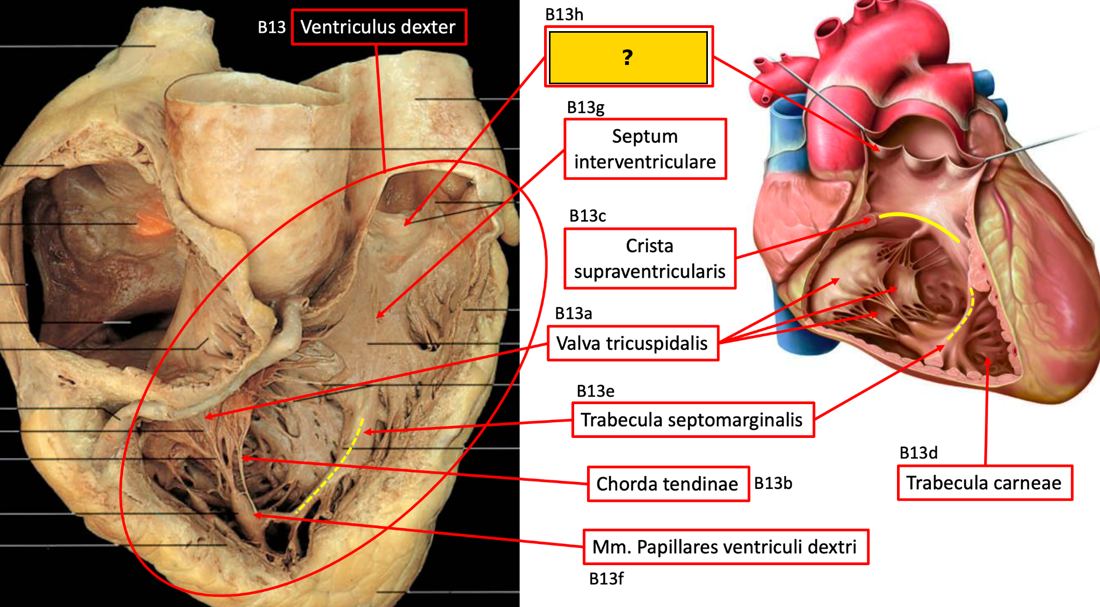 B13 Ventriculus dexter
B13h
?
B13g
Septum
interventriculare
B13c
Crista
supraventricularis
B13a
Valva tricuspidalis
B13e
Trabecula septomarginalis
B13d
Trabecula carneae
Chorda tendinae B13b
Mm. Papillares ventriculi dextri
B13f